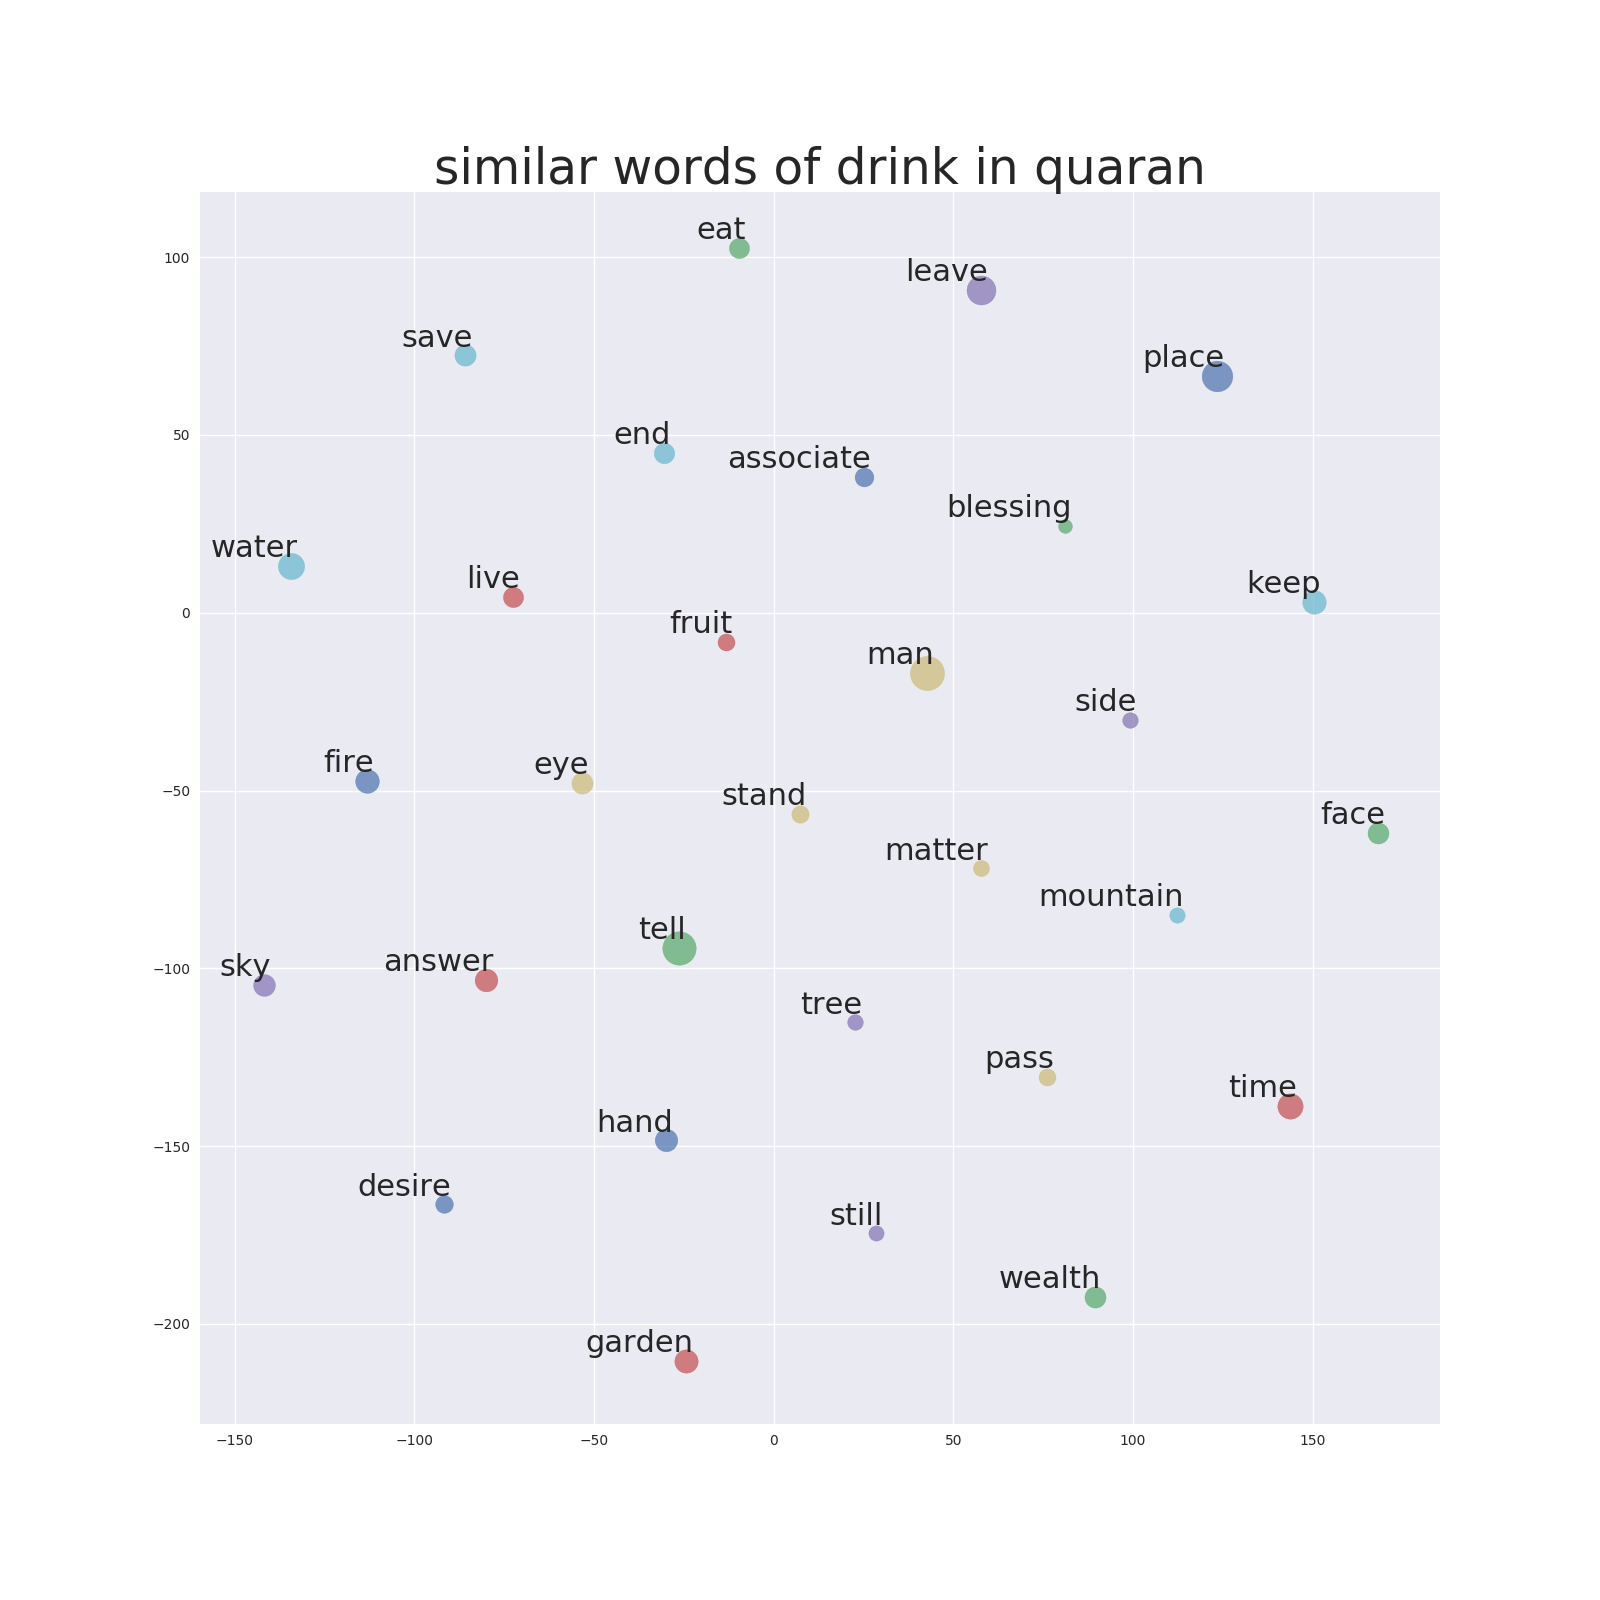 similar words of drink in quaran
eat
leave
save
place
end
associate
blessing
water
live
keep
fruit
man
side
fire
eye
stand
face
matter
mountain
tell
sky
answer
tree
pass
time
hand
desire
still
wealth
garden
100
50
0
−50
−100
−150
−200
−150
−100
−50
0
50
100
150